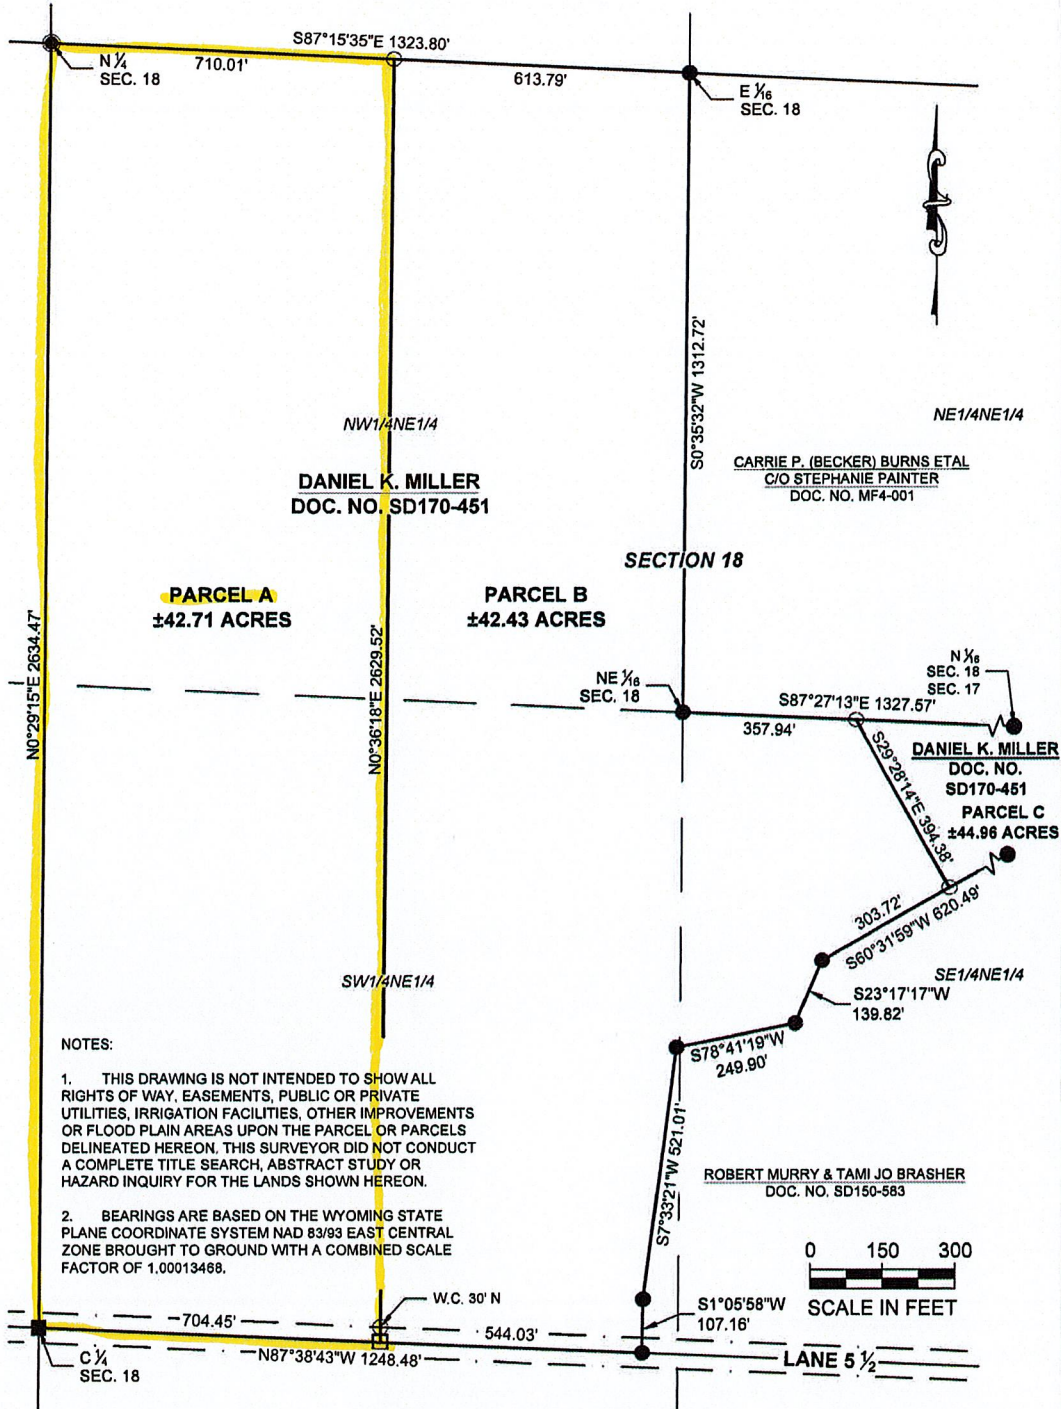 S87°15'35"E 1323.80'
710.01'
613.79'
N 1/4
SEC. 18
E 1/16
SEC. 18
N0°29'15"E 2634.47'
N0°36'18"E 2629.52'
S0°35'32"W 1312.72'
NW1/4NE1/4
NE1/4NE1/4
DANIEL K. MILLER
DOC. NO. SD170-451
CARRIE P. (BECKER) BURNS ETAL
C/O STEPHANIE PAINTER
DOC. NO. MF4-001
SECTION 18
PARCEL A
±42.71 ACRES
PARCEL B
±42.43 ACRES
NE 1/16
SEC. 18
N 1/16
SEC. 18
SEC. 17
S87°27'13"E 1327.57'
357.94'
S29°28'14"E 394.38'
DANIEL K. MILLER
DOC. NO.
SD170-451
PARCEL C
±44.96 ACRES
303.72'
S60°31'59"W 620.49'
SW1/4NE1/4
SE1/4NE1/4
S23°17'17"W
139.82'
S78°41'19"W
249.90'
S7°33'21"W 521.01'
NOTES:
1. THIS DRAWING IS NOT INTENDED TO SHOW ALL
RIGHTS OF WAY, EASEMENTS, PUBLIC OR PRIVATE
UTILITIES, IRRIGATION FACILITIES, OTHER IMPROVEMENTS
OR FLOOD PLAIN AREAS UPON THE PARCEL OR PARCELS
DELINEATED HEREON. THIS SURVEYOR DID NOT CONDUCT
A COMPLETE TITLE SEARCH, ABSTRACT STUDY OR
HAZARD INQUIRY FOR THE LANDS SHOWN HEREON.
2. BEARINGS ARE BASED ON THE WYOMING STATE
PLANE COORDINATE SYSTEM NAD 83/93 EAST CENTRAL
ZONE BROUGHT TO GROUND WITH A COMBINED SCALE
FACTOR OF 1.00013468.
ROBERT MURRY & TAMI JO BRASHER
DOC. NO. SD150-583
0 150 300
SCALE IN FEET
W.C. 30' N
S1°05'58"W
107.16'
704.45'
544.03'
N87°38'43"W 1248.48'
LANE 5 1/2
C 1/4
SEC. 18